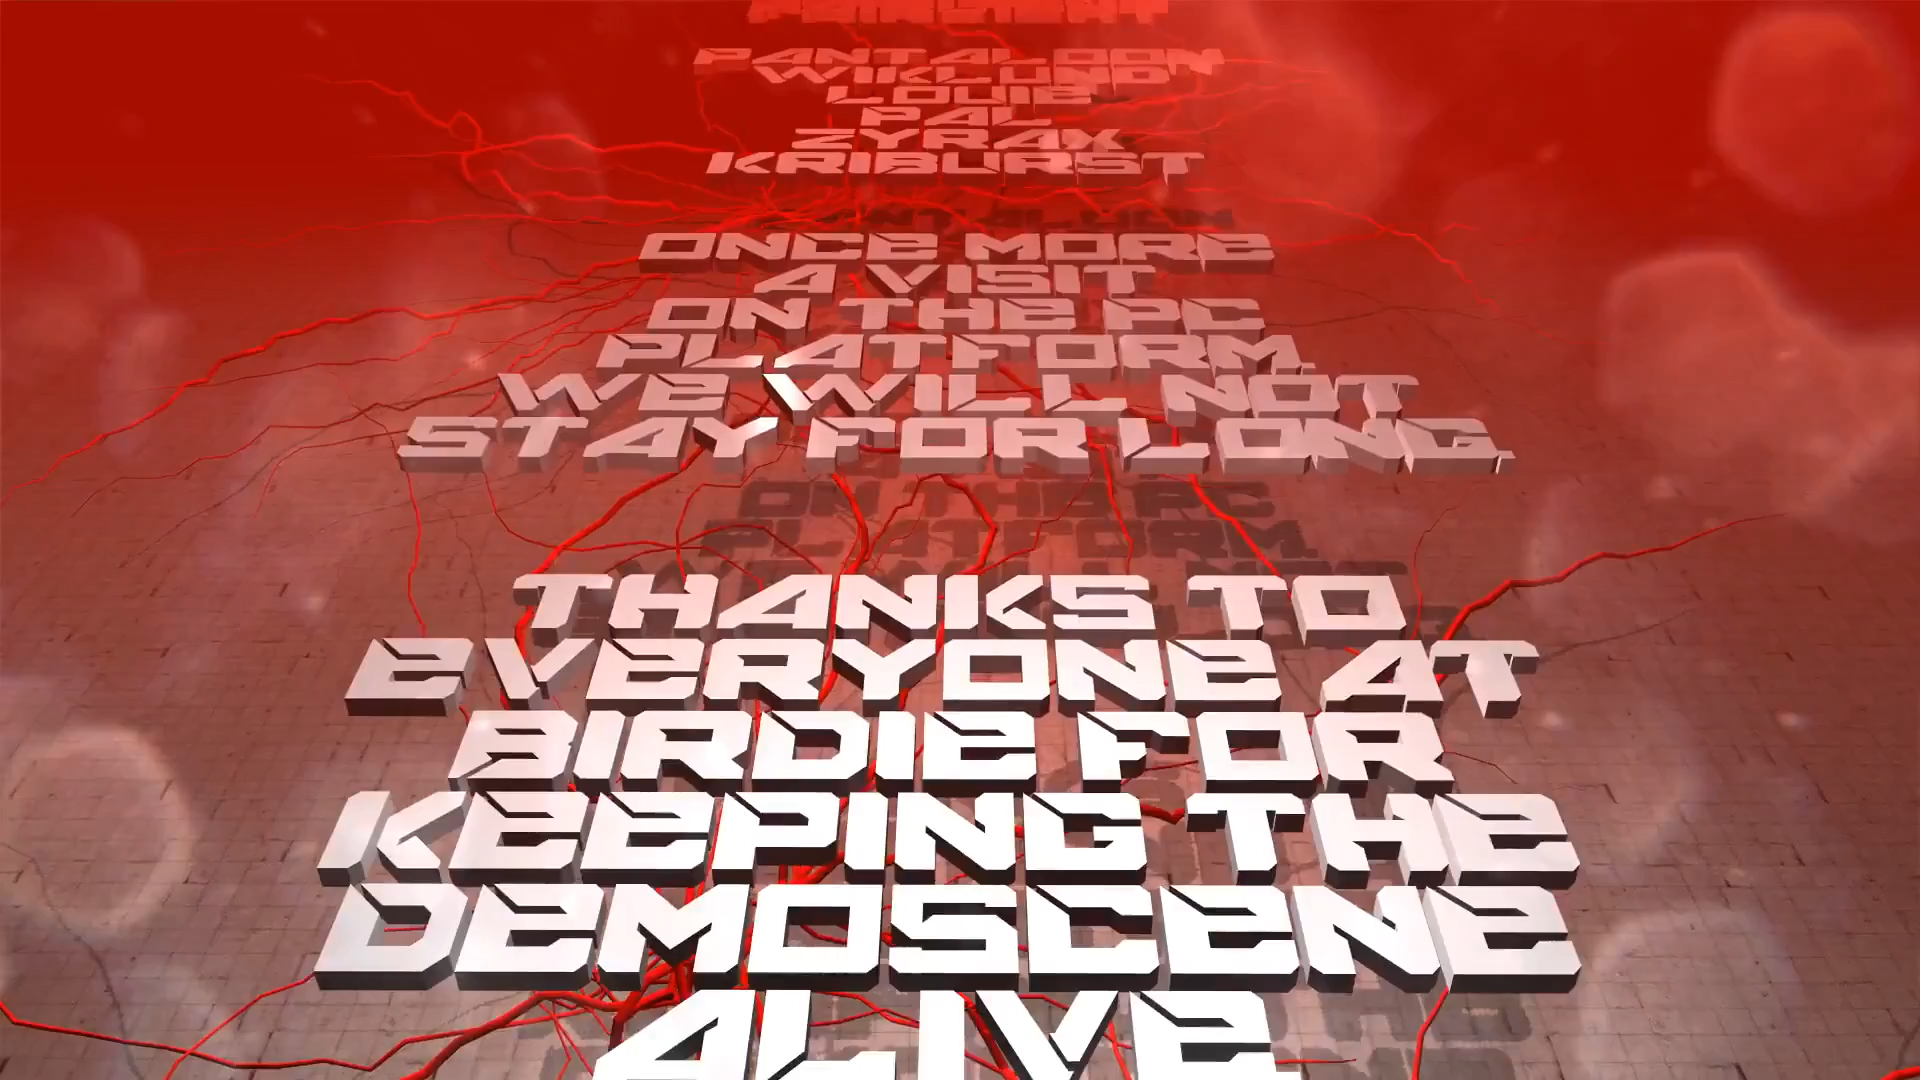 PANTALOON
WIKLUND
LOUIE
PAL
ZYRAX
KRIBURST
ONCE MORE
A VISIT
ON THE PC
PLATFORM.
WE WILL NOT
STAY FOR LONG.
THANKS TO
EVERYONE AT
BIRDIE FOR
KEEPING THE
DEMOSCENE
ALIVE